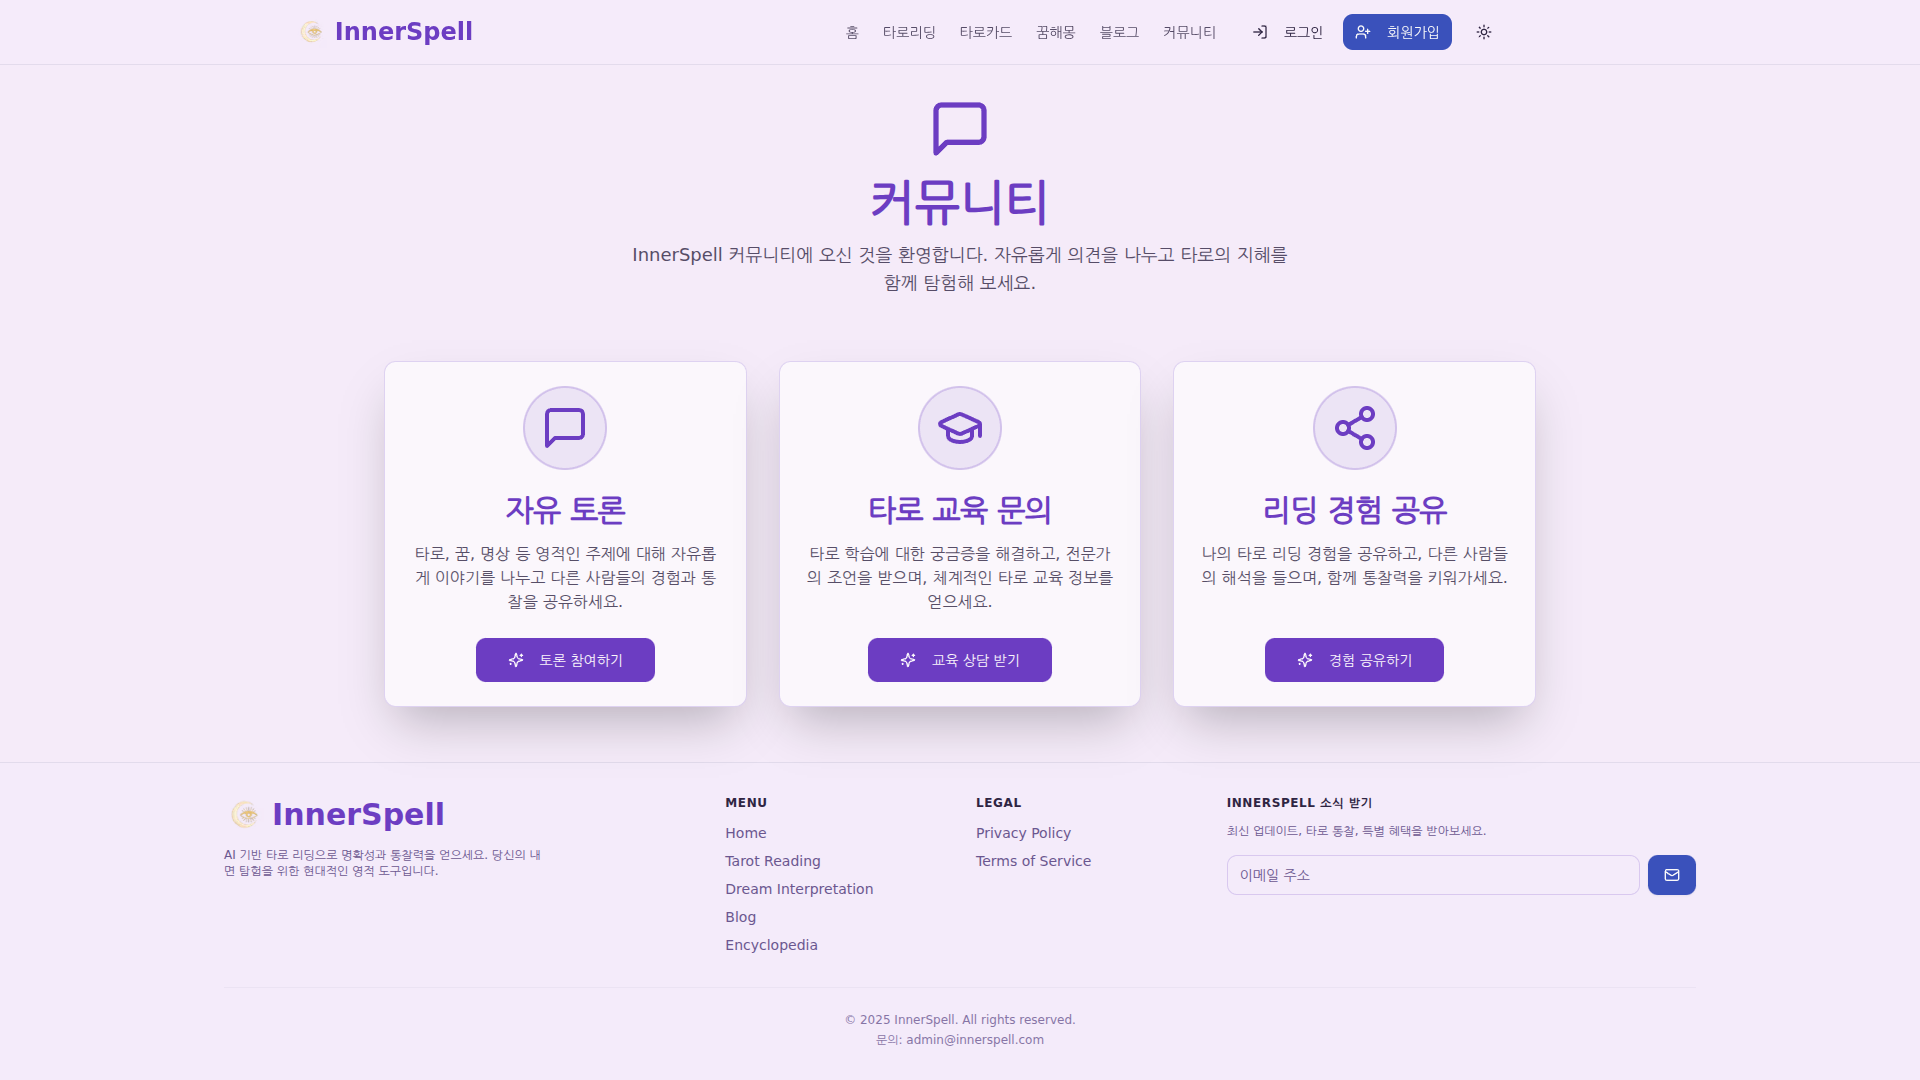 InnerSpell
홈
타로리딩
타로카드
꿈해몽
블로그
커뮤니티
로그인
회원가입
커뮤니티
InnerSpell 커뮤니티에 오신 것을 환영합니다. 자유롭게 의견을 나누고 타로의 지혜를
함께 탐험해 보세요.
자유 토론
타로, 꿈, 명상 등 영적인 주제에 대해 자유롭
게 이야기를 나누고 다른 사람들의 경험과 통
찰을 공유하세요.
토론 참여하기
타로 교육 문의
타로 학습에 대한 궁금증을 해결하고, 전문가
의 조언을 받으며, 체계적인 타로 교육 정보를
얻으세요.
교육 상담 받기
리딩 경험 공유
나의 타로 리딩 경험을 공유하고, 다른 사람들
의 해석을 들으며, 함께 통찰력을 키워가세요.
경험 공유하기
InnerSpell
AI 기반 타로 리딩으로 명확성과 통찰력을 얻으세요. 당신의 내
면 탐험을 위한 현대적인 영적 도구입니다.
MENU
Home
Tarot Reading
Dream Interpretation
Blog
Encyclopedia
LEGAL
Privacy Policy
Terms of Service
INNERSPELL 소식 받기
최신 업데이트, 타로 통찰, 특별 혜택을 받아보세요.
이메일 주소
© 2025 InnerSpell. All rights reserved.
문의: admin@innerspell.com